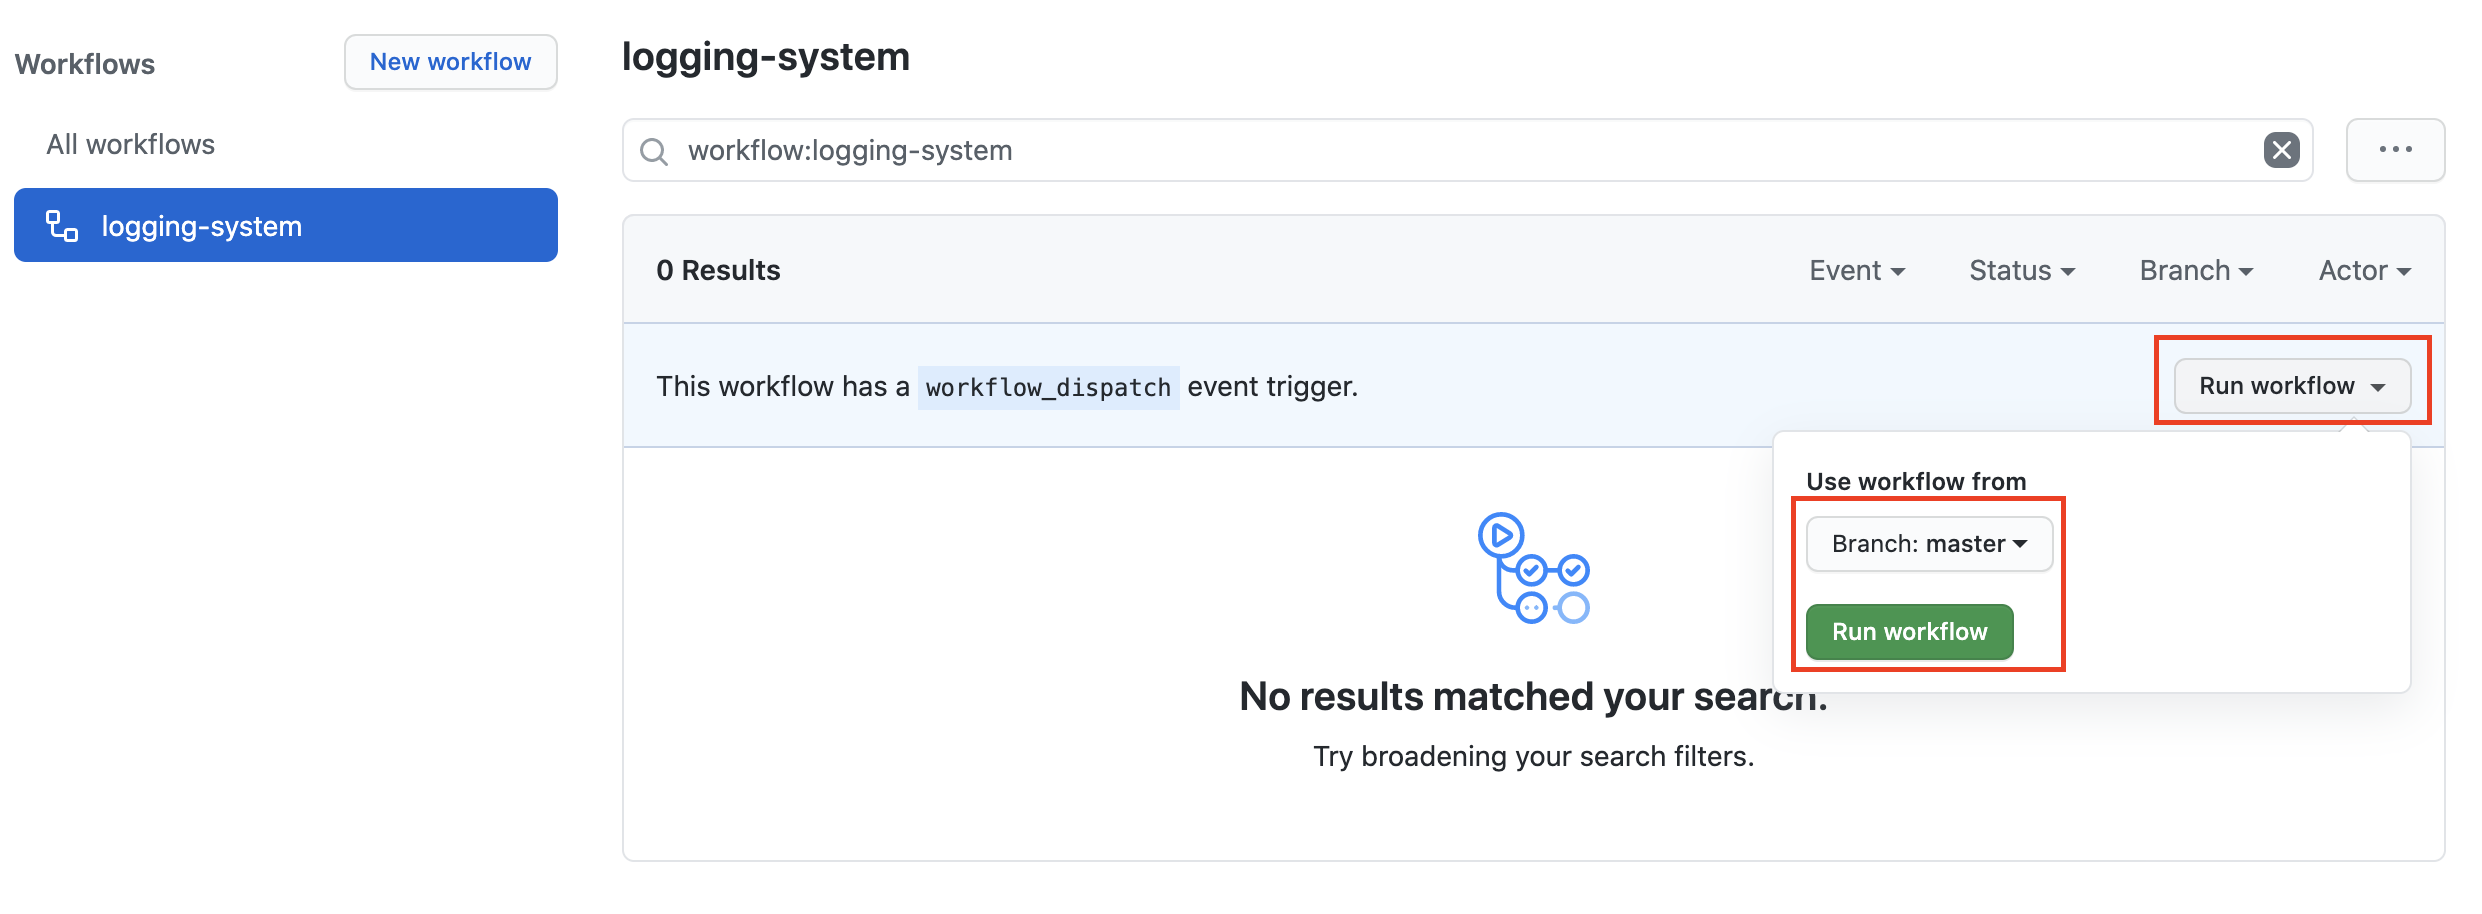 Workflows
New workflow
All workflows
logging-system
logging-system
workflow:logging-system
0 Results
Event
Status
Branch
Actor
This workflow has a workflow_dispatch event trigger.
Run workflow
Use workflow from
Branch: master
Run workflow
No results matched your search.
Try broadening your search filters.